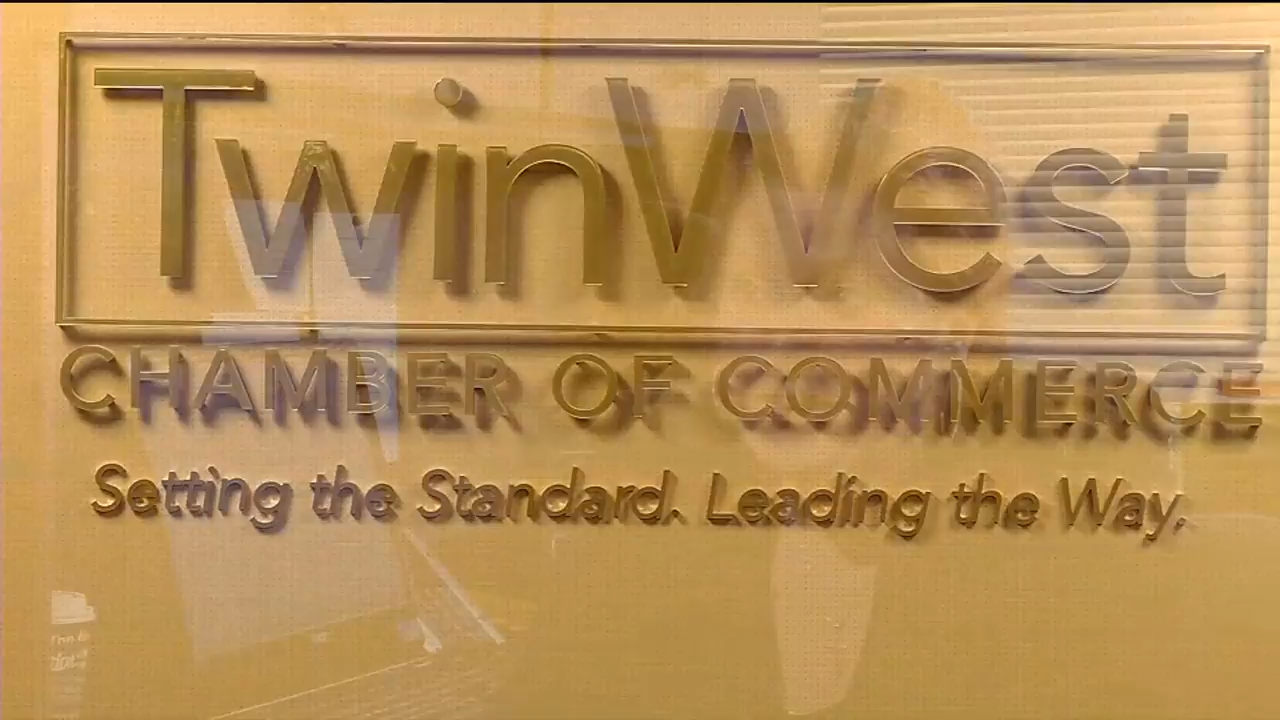 TwinWest
CHAMBER OF COMMERCE
Setting the Standard. Leading the Way.